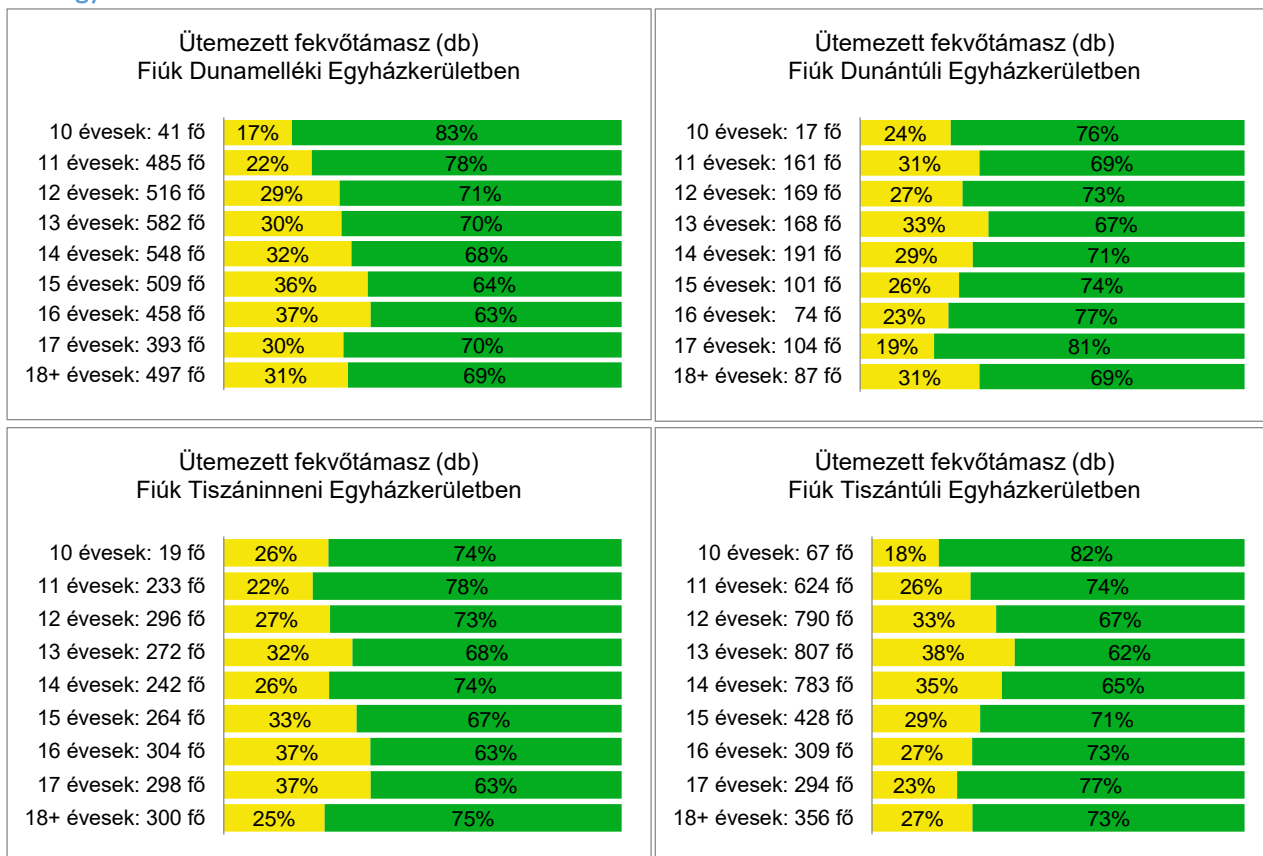 Ütemezett fekvőtámasz (db)
Fiúk Dunamelléki Egyházkerületben
10 évesek: 41 fő 17% 83%
11 évesek: 485 fő 22% 78%
12 évesek: 516 fő 29% 71%
13 évesek: 582 fő 30% 70%
14 évesek: 548 fő 32% 68%
15 évesek: 509 fő 36% 64%
16 évesek: 458 fő 37% 63%
17 évesek: 393 fő 30% 70%
18+ évesek: 497 fő 31% 69%
Ütemezett fekvőtámasz (db)
Fiúk Dunántúli Egyházkerületben
10 évesek: 17 fő 24% 76%
11 évesek: 161 fő 31% 69%
12 évesek: 169 fő 27% 73%
13 évesek: 168 fő 33% 67%
14 évesek: 191 fő 29% 71%
15 évesek: 101 fő 26% 74%
16 évesek: 74 fő 23% 77%
17 évesek: 104 fő 19% 81%
18+ évesek: 87 fő 31% 69%
Ütemezett fekvőtámasz (db)
Fiúk Tiszáninneni Egyházkerületben
10 évesek: 19 fő 26% 74%
11 évesek: 233 fő 22% 78%
12 évesek: 296 fő 27% 73%
13 évesek: 272 fő 32% 68%
14 évesek: 242 fő 26% 74%
15 évesek: 264 fő 33% 67%
16 évesek: 304 fő 37% 63%
17 évesek: 298 fő 37% 63%
18+ évesek: 300 fő 25% 75%
Ütemezett fekvőtámasz (db)
Fiúk Tiszántúli Egyházkerületben
10 évesek: 67 fő 18% 82%
11 évesek: 624 fő 26% 74%
12 évesek: 790 fő 33% 67%
13 évesek: 807 fő 38% 62%
14 évesek: 783 fő 35% 65%
15 évesek: 428 fő 29% 71%
16 évesek: 309 fő 27% 73%
17 évesek: 294 fő 23% 77%
18+ évesek: 356 fő 27% 73%